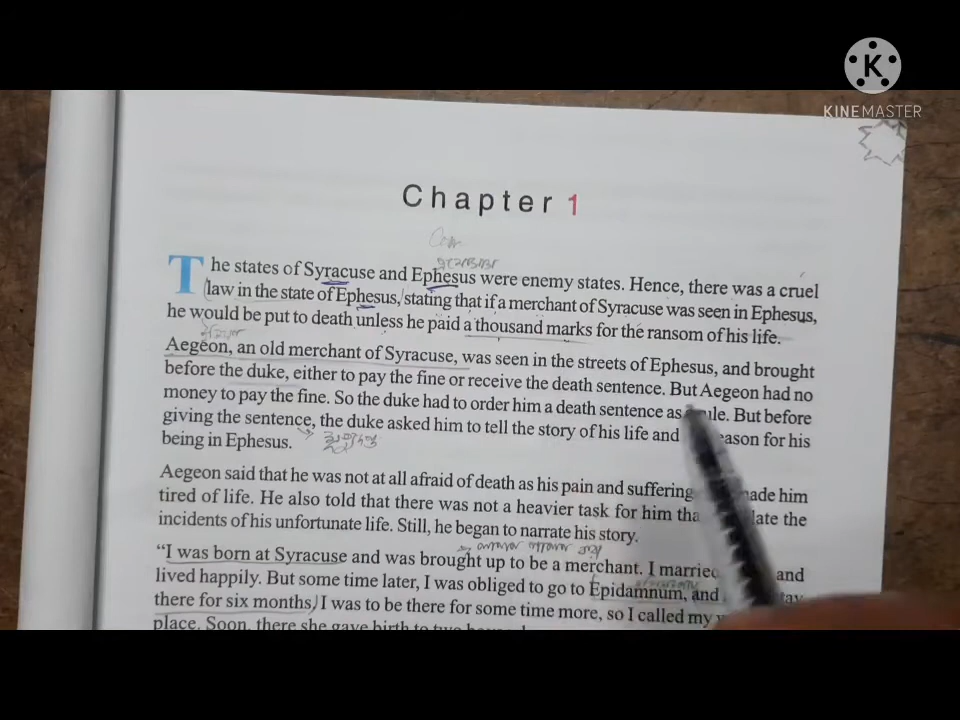 K
KINEMASTER
Chapter 1
The states of Syracuse and Ephesus were enemy states. Hence, there was a cruel
law in the state of Ephesus, stating that if a merchant of Syracuse was seen in Ephesus,
he would be put to death unless he paid a thousand marks for the ransom of his life.
Aegeon, an old merchant of Syracuse, was seen in the streets of Ephesus, and brought
before the duke, either to pay the fine or receive the death sentence. But Aegeon had no
money to pay the fine. So the duke had to order him a death sentence as But before
giving the sentence, the duke asked him to tell the story of his life and for his
being in Ephesus.
Aegeon said that he was not at all afraid of death as his pain and suffering him
tired of life. He also told that there was not a heavier task for him the
incidents of his unfortunate life. Still, he began to narrate his story.
“I was born at Syracuse and was brought up to be a merchant. I married and
lived happily. But some time later, I was obliged to go to Epidamnum, and
there for six months, I was to be there for some time more, so I called my
place. Soon, there she gave birth to two